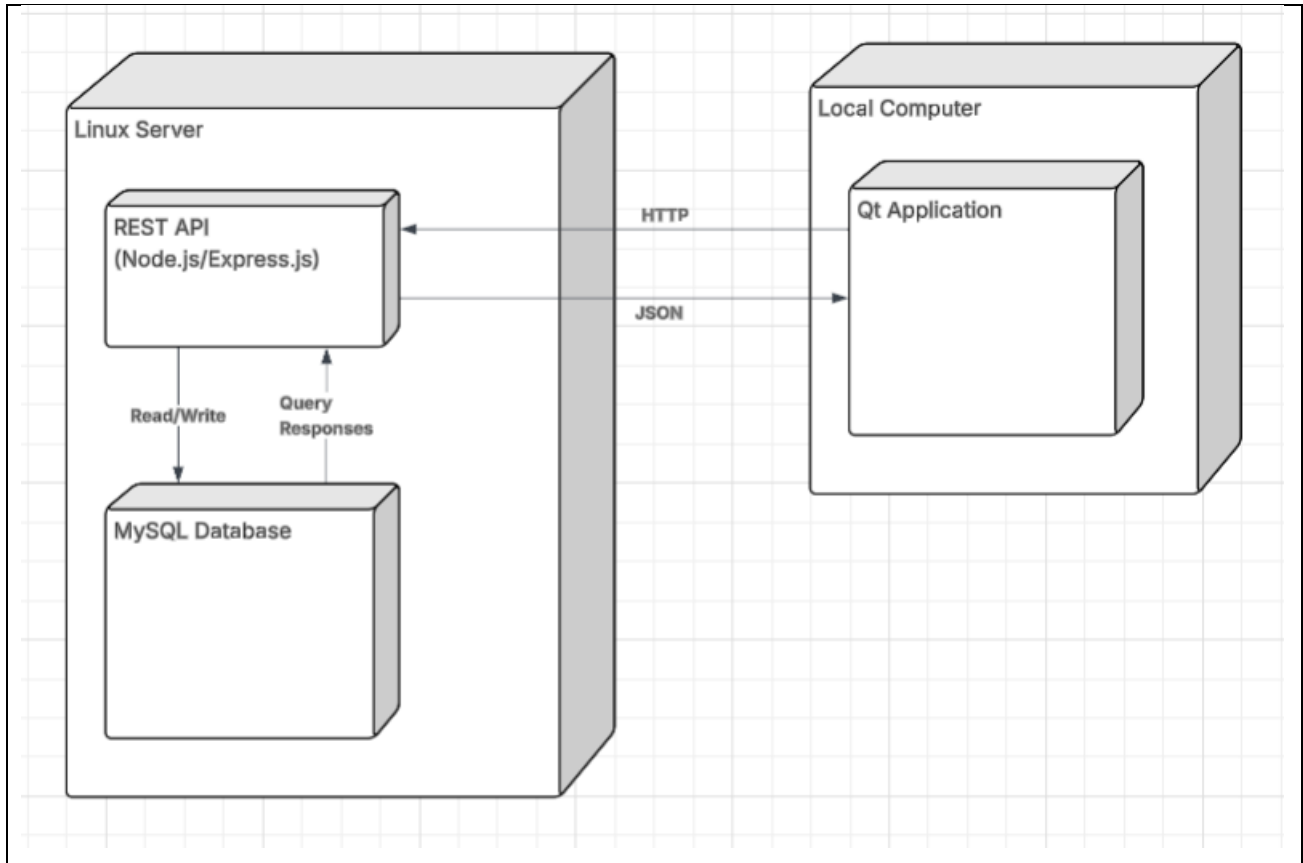 Linux Server
REST API
(Node.js/Express.js)
Read/Write
Query
Responses
MySQL Database
HTTP
JSON
Local Computer
Qt Application